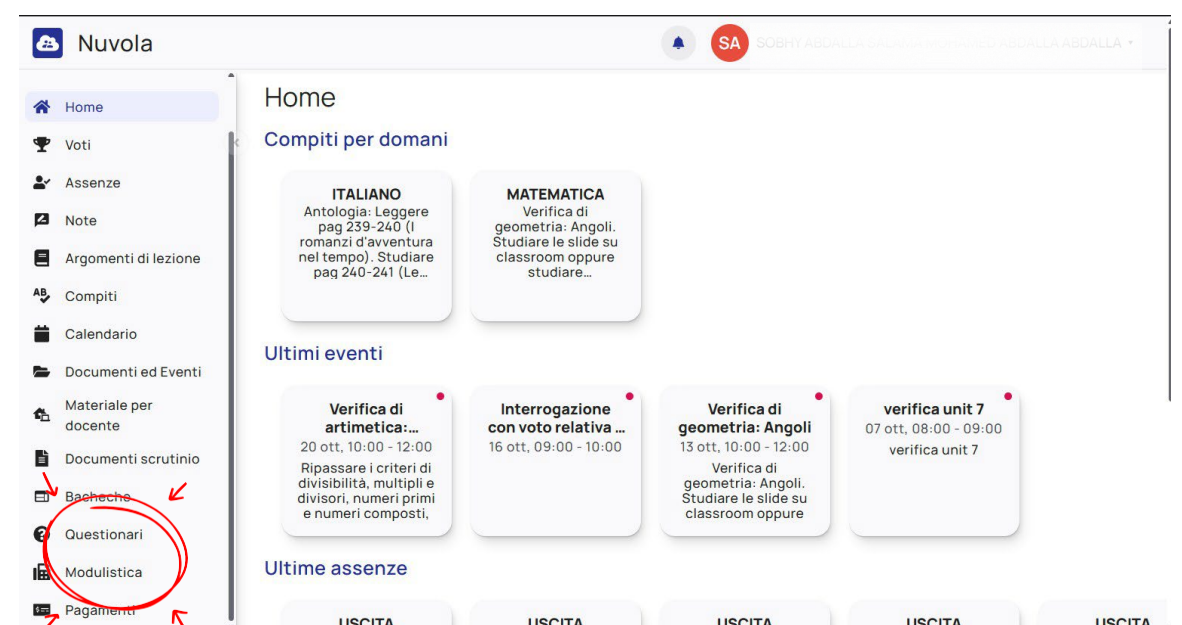 Nuvola
SA
Home
Voti
Assenze
Note
Argomenti di lezione
AB
Compiti
Calendario
Documenti ed Eventi
Materiale per
docente
Documenti scrutinio
Bacheche
Questionari
Modulistica
Pagamenti
Home
Compiti per domani
ITALIANO
Antologia: Leggere
pag 239-240 (I
romanzi d'avventura
nel tempo). Studiare
pag 240-241 (Le...
MATEMATICA
Verifica di
geometria: Angoli.
Studiare le slide su
classroom oppure
studiare...
Ultimi eventi
Verifica di
artimetica:...
20 ott, 10:00 - 12:00
Ripassare i criteri di
divisibilità, multipli e
divisori, numeri primi
e numeri composti,
Interrogazione
con voto relativa ...
16 ott, 09:00 - 10:00
Verifica di
geometria: Angoli
13 ott, 10:00 - 12:00
Verifica di
geometria: Angoli.
Studiare le slide su
classroom oppure
verifica unit 7
07 ott, 08:00 - 09:00
verifica unit 7
Ultime assenze
USCITA
USCITA
USCITA
USCITA
USCITA